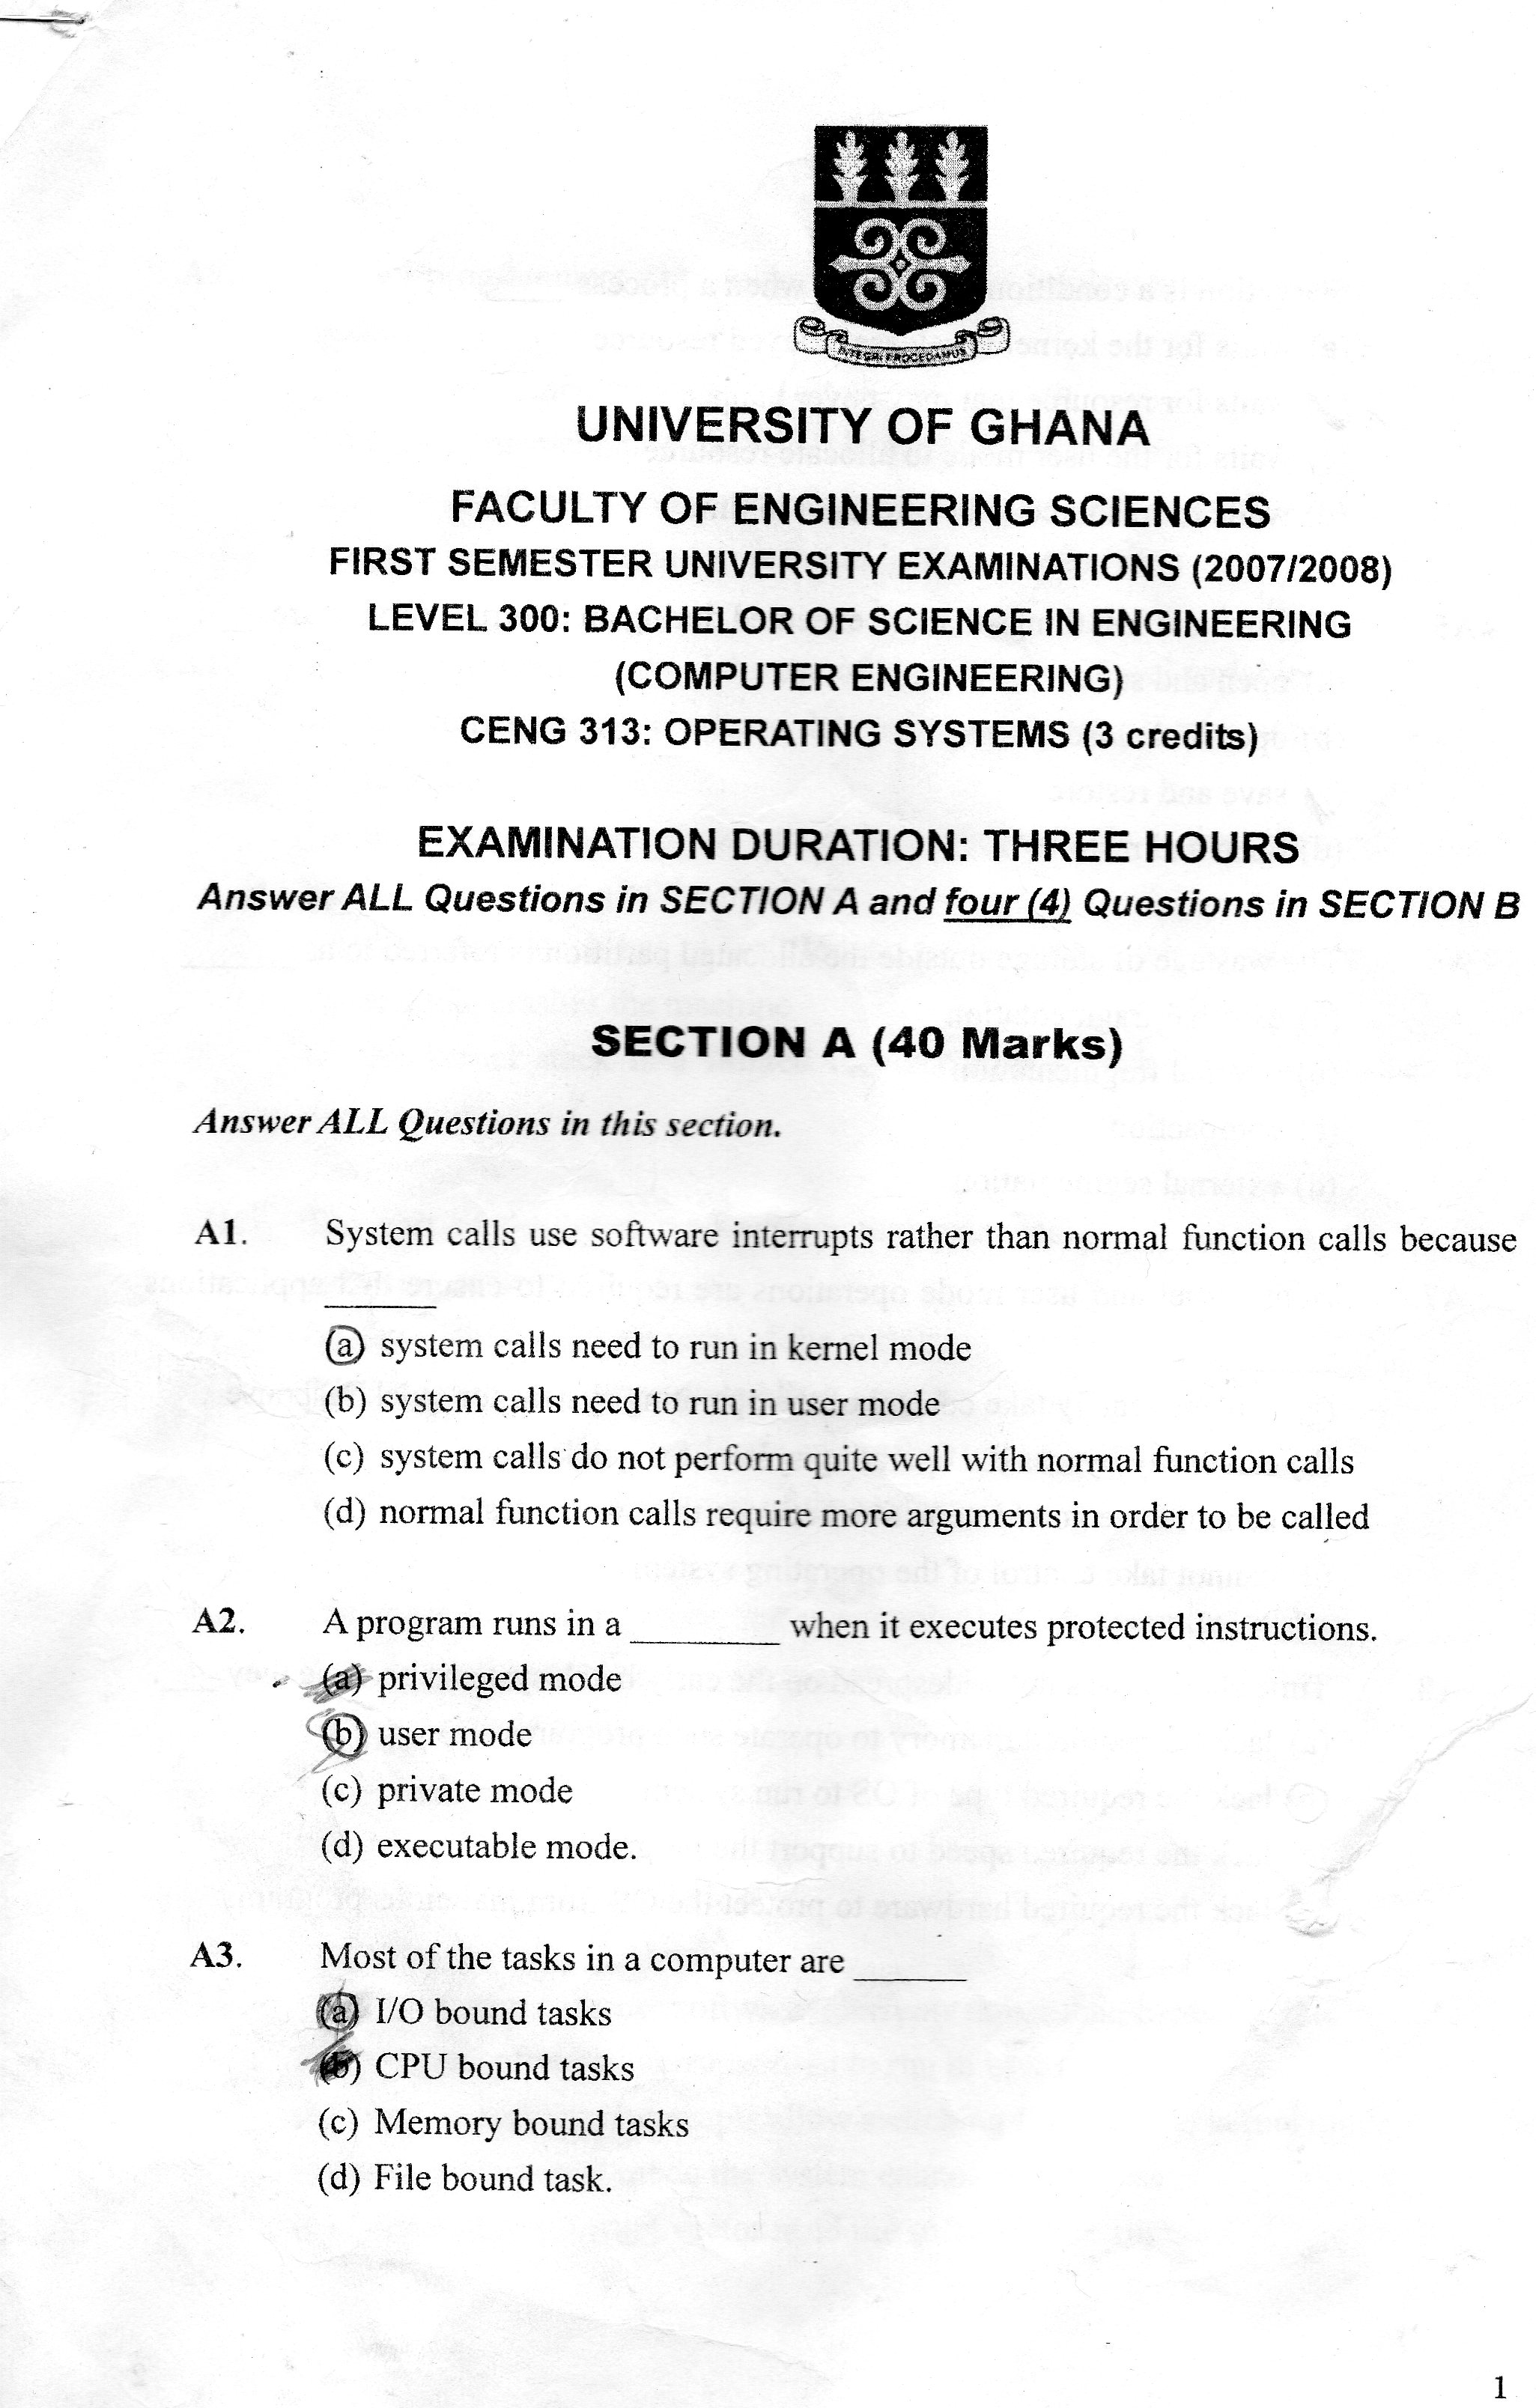 INTEGRI PROCEDAMUS
UNIVERSITY OF GHANA
FACULTY OF ENGINEERING SCIENCES
FIRST SEMESTER UNIVERSITY EXAMINATIONS (2007/2008)
LEVEL 300: BACHELOR OF SCIENCE IN ENGINEERING
(COMPUTER ENGINEERING)
CENG 313: OPERATING SYSTEMS (3 credits)
EXAMINATION DURATION: THREE HOURS
Answer ALL Questions in SECTION A and four (4) Questions in SECTION B
SECTION A (40 Marks)
Answer ALL Questions in this section.
A1. System calls use software interrupts rather than normal function calls because
________
(a) system calls need to run in kernel mode
(b) system calls need to run in user mode
(c) system calls do not perform quite well with normal function calls
(d) normal function calls require more arguments in order to be called
A2. A program runs in a ________ when it executes protected instructions.
(a) privileged mode
(b) user mode
(c) private mode
(d) executable mode.
A3. Most of the tasks in a computer are ________
(a) I/O bound tasks
(b) CPU bound tasks
(c) Memory bound tasks
(d) File bound task.
1